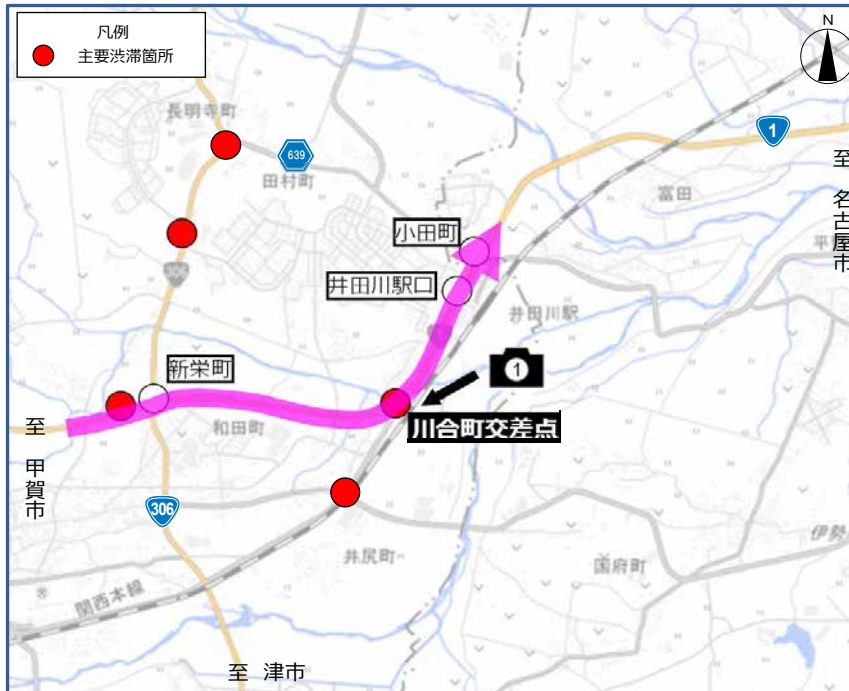 凡例
主要渋滞箇所
N
長明寺町
639
田村町
1
至 名古屋市
富田
小田町
平野
306
井田川駅口
井田川駅
新栄町
1
川合町交差点
和田町
至 甲賀市
306
井尻町
国府町
伊勢
関西本線
至 津市